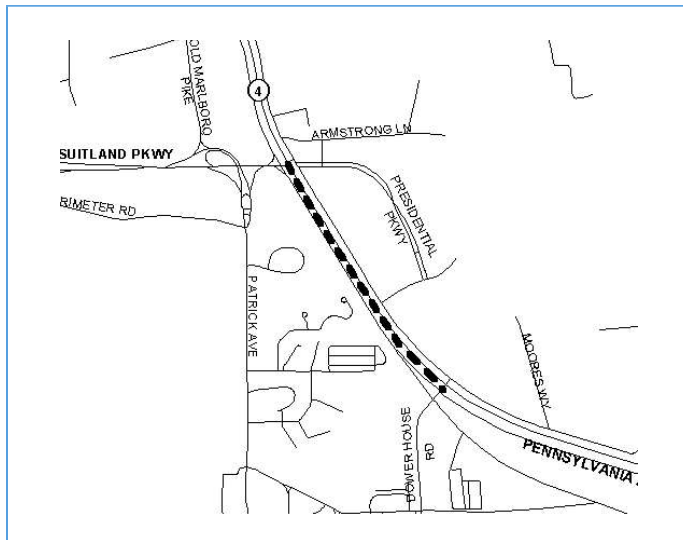 OLD MARLBORO
PIKE
4
ARMSTRONG LN
SUITLAND PKWY
RIMETER RD
PRESIDENTIAL
PKWY
PATRICK AVE
MOORES WY
DOWER HOUSE
RD
PENNSYLVANIA